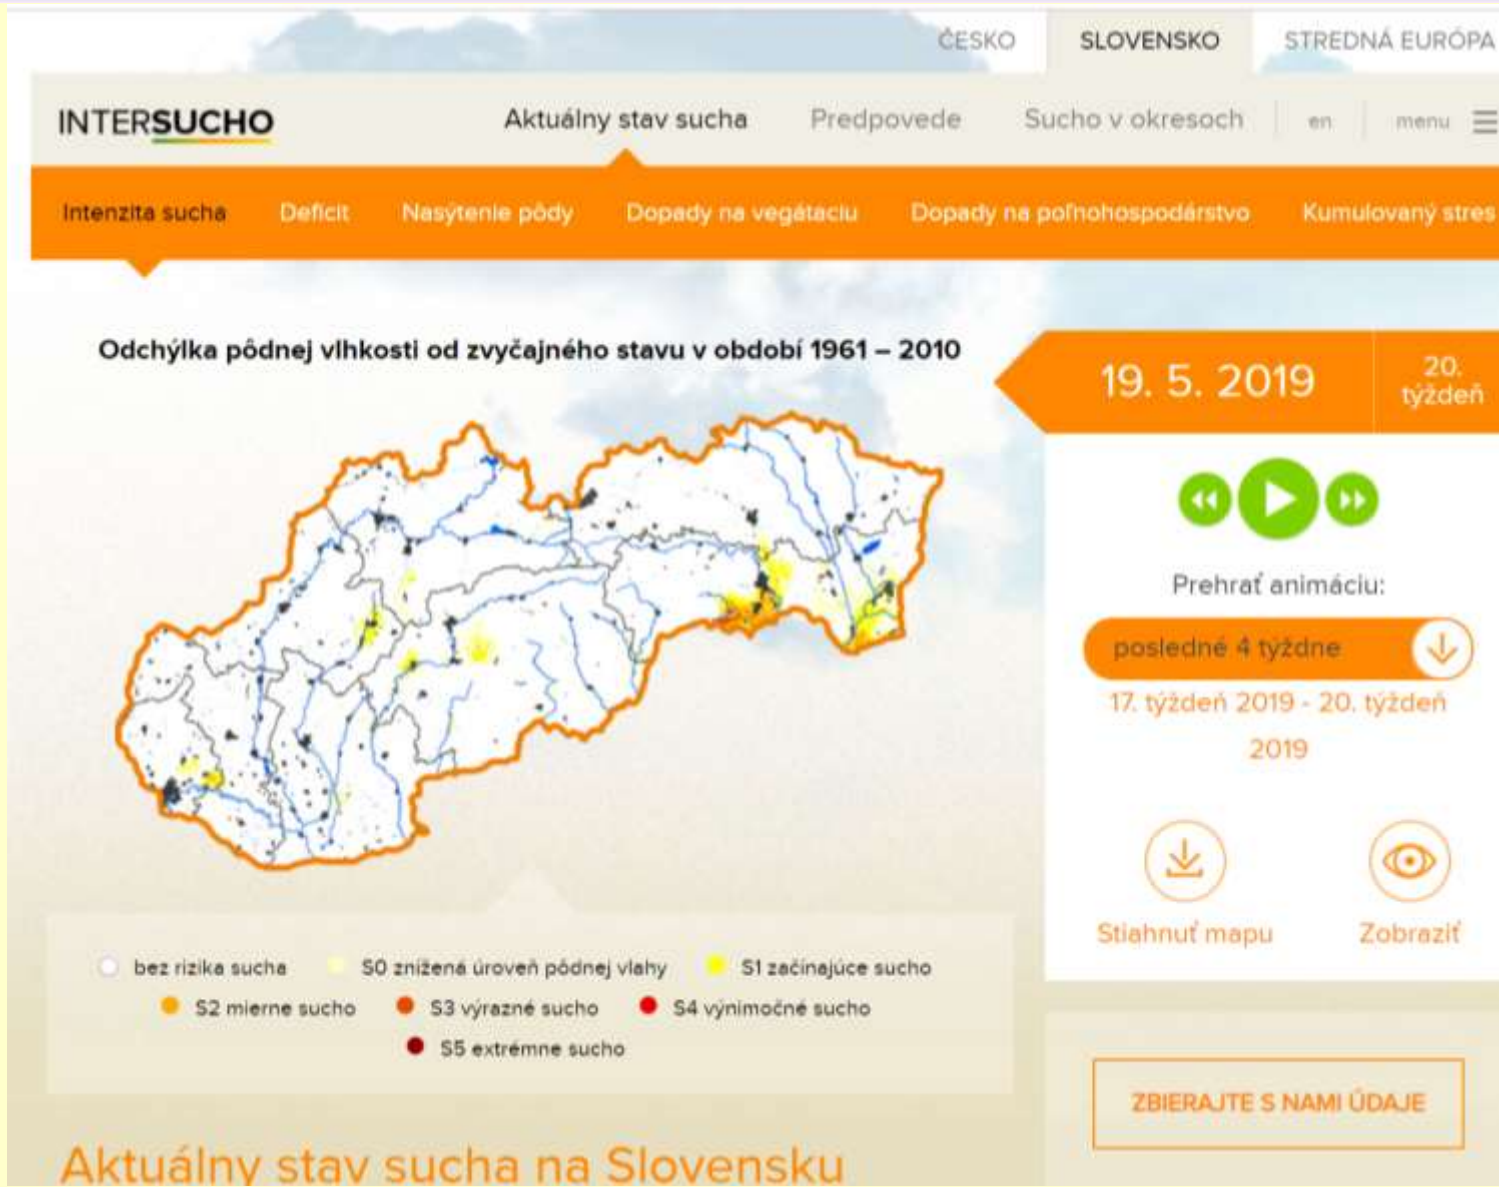 ČESKO SLOVENSKO STREDNÁ EURÓPA
INTERSUCHO Aktuálny stav sucha Predpovede Sucho v okresoch en menu
Intenzita sucha Deficit Nasýtenie pôdy Dopady na vegetáciu Dopady na poľnohospodárstvo Kumulovaný stres
Odchýlka pôdnej vlhkosti od zvyčajného stavu v období 1961 – 2010
19. 5. 2019
20.
týždeň
Prehrať animáciu:
posledné 4 týždne
17. týždeň 2019 - 20. týždeň
2019
Stiahnuť mapu Zobraziť
bez rizika sucha S0 znížená úroveň pôdnej vlahy S1 začínajúce sucho
S2 mierne sucho S3 výrazné sucho S4 výnimočné sucho
S5 extrémne sucho
ZBIERAJTE S NAMI ÚDAJE
Aktuálny stav sucha na Slovensku